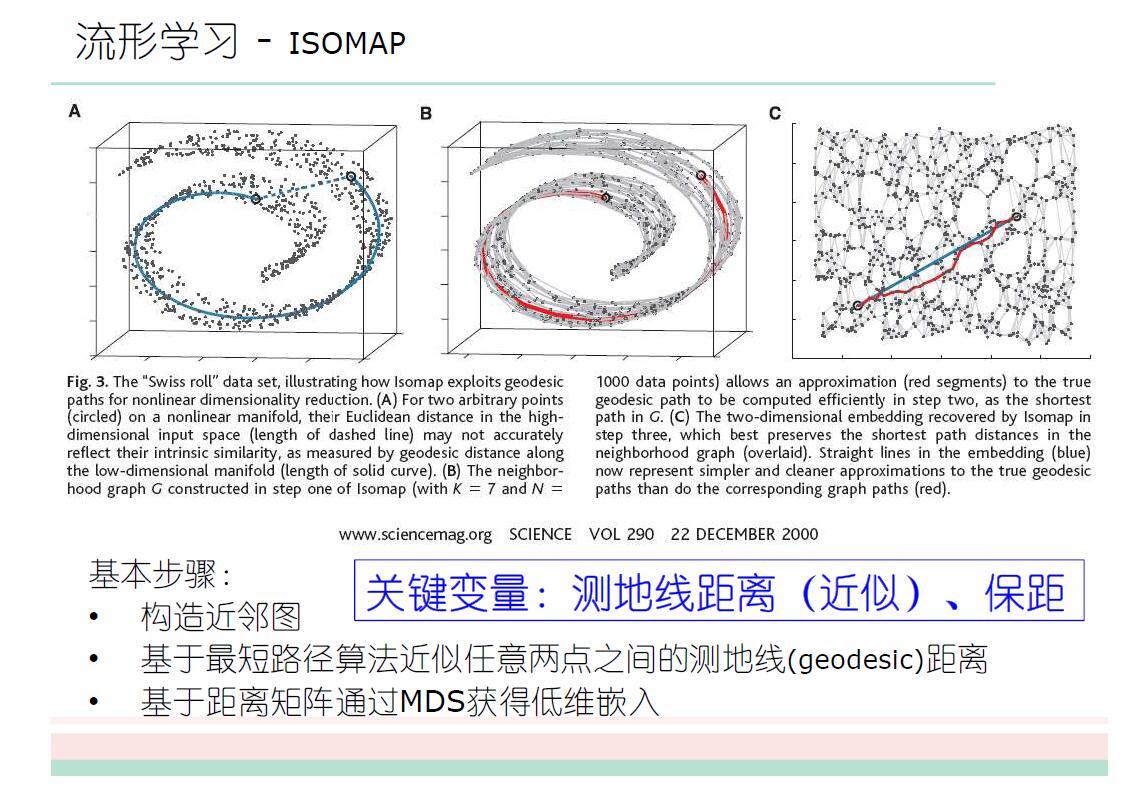 流形学习 - ISOMAP
A
B
C
Fig. 3. The "Swiss roll" data set, illustrating how Isomap exploits geodesic
paths for nonlinear dimensionality reduction. (A) For two arbitrary points
(circled) on a nonlinear manifold, their Euclidean distance in the high-
dimensional input space (length of dashed line) may not accurately
reflect their intrinsic similarity, as measured by geodesic distance along
the low-dimensional manifold (length of solid curve). (B) The neighbor-
hood graph G constructed in step one of Isomap (with K = 7 and N =
1000 data points) allows an approximation (red segments) to the true
geodesic path to be computed efficiently in step two, as the shortest
path in G. (C) The two-dimensional embedding recovered by Isomap in
step three, which best preserves the shortest path distances in the
neighborhood graph (overlaid). Straight lines in the embedding (blue)
now represent simpler and cleaner approximations to the true geodesic
paths than do the corresponding graph paths (red).
www.sciencemag.org SCIENCE VOL 290 22 DECEMBER 2000
基本步骤：
关键变量：测地线距离（近似）、保距
• 构造近邻图
• 基于最短路径算法近似任意两点之间的测地线(geodesic)距离
• 基于距离矩阵通过MDS获得低维嵌入